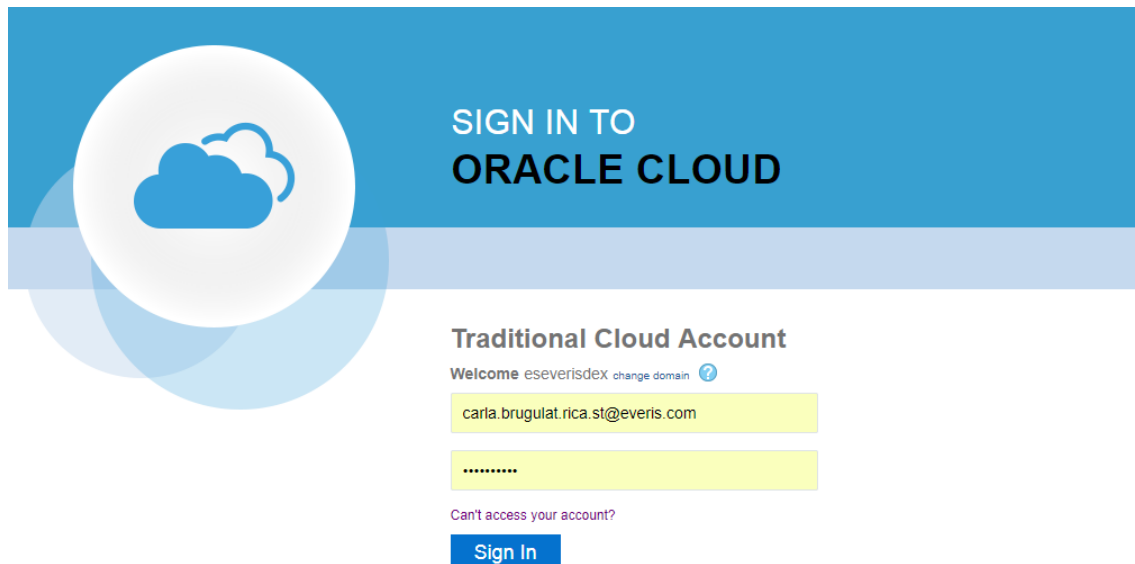 SIGN IN TO
ORACLE CLOUD
Traditional Cloud Account
Welcome eseverisdex change domain ?
carla.brugulat.rica.st@everis.com
••••••••••
Can't access your account?
Sign In